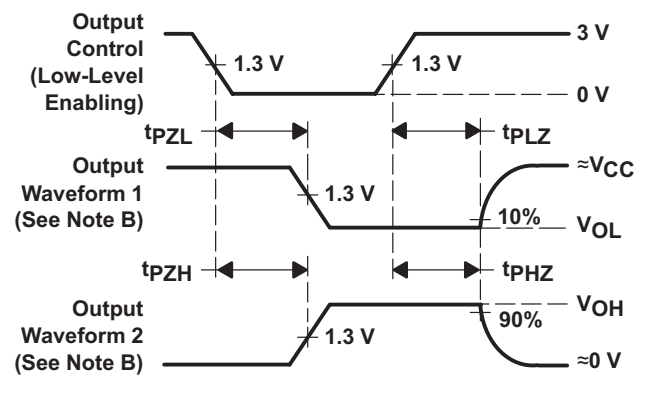 Output
Control
(Low-Level
Enabling)
1.3 V
1.3 V
3 V
0 V
tPZL
tPLZ
Output
Waveform 1
(See Note B)
1.3 V
10%
≈VCC
VOL
tPZH
tPHZ
Output
Waveform 2
(See Note B)
1.3 V
90%
VOH
≈0 V